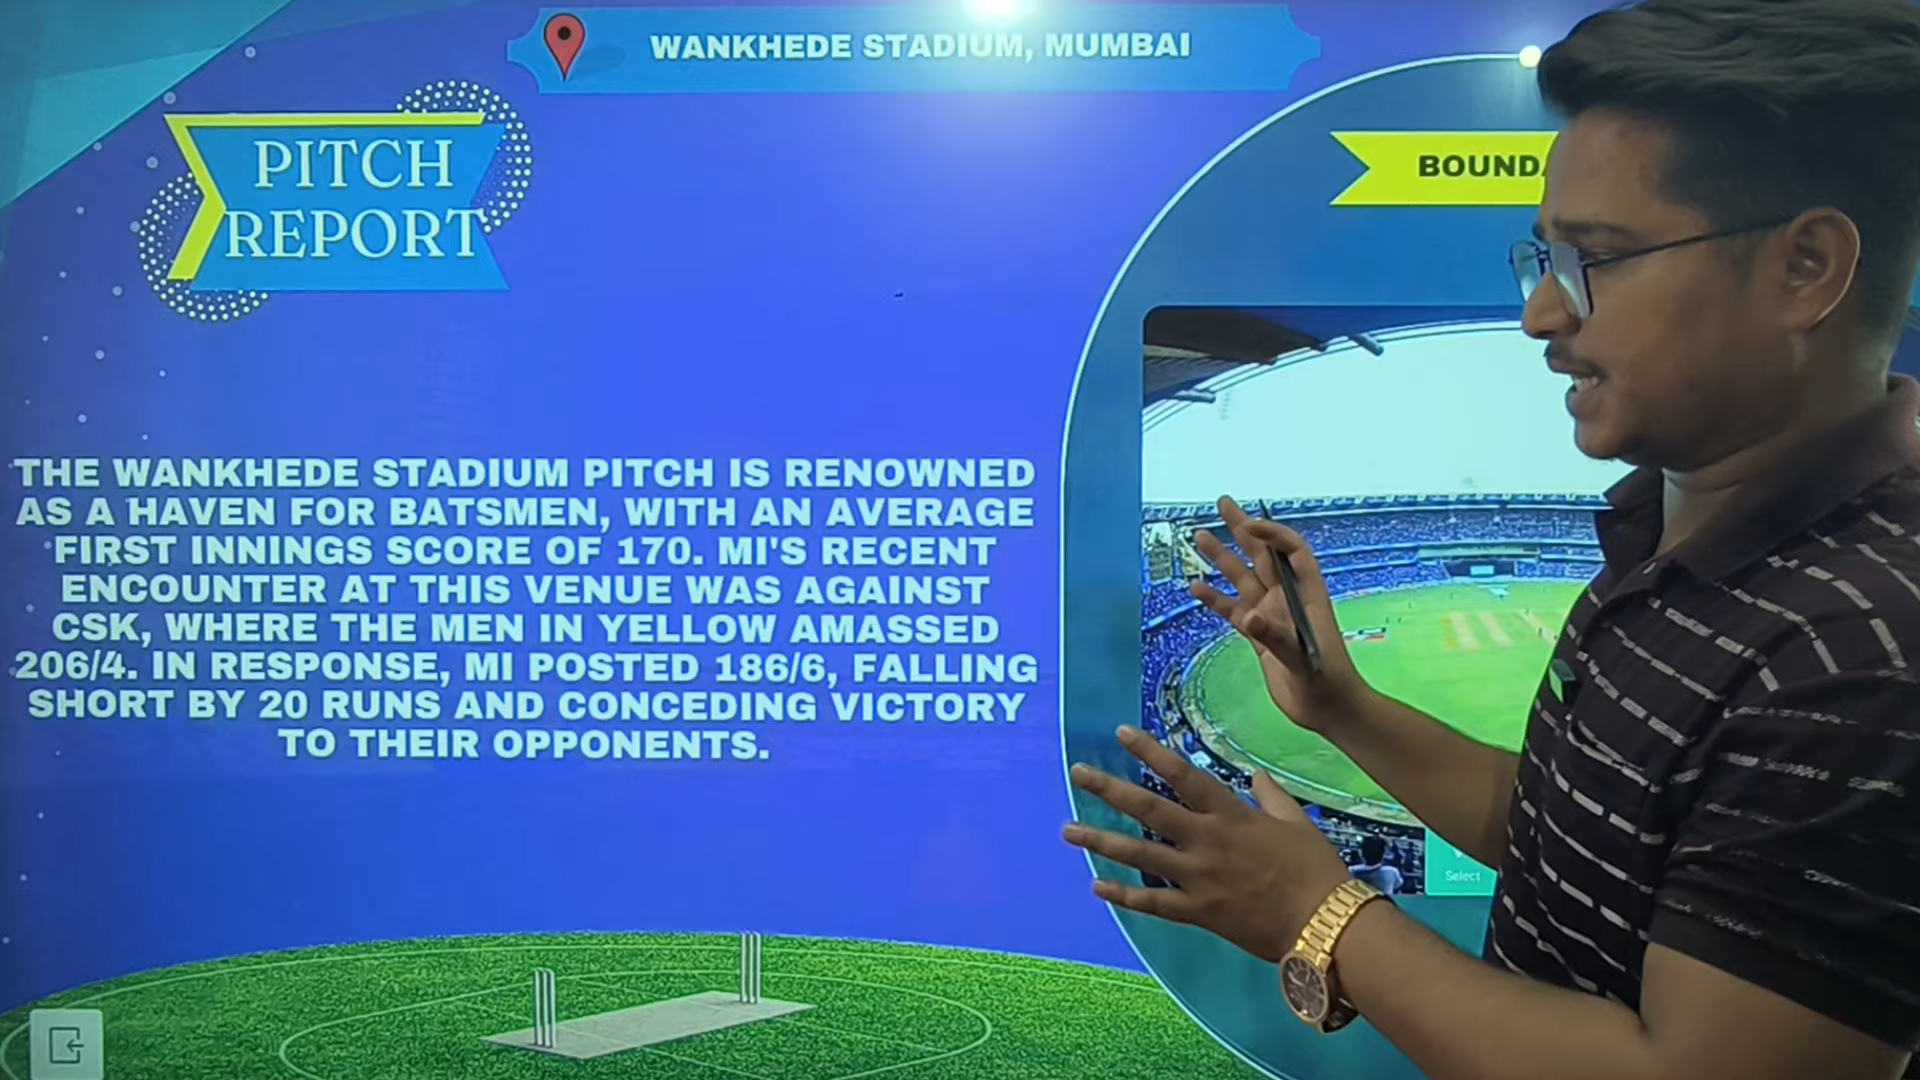 WANKHEDE STADIUM, MUMBAI
PITCH
REPORT
THE WANKHEDE STADIUM PITCH IS RENOWNED
AS A HAVEN FOR BATSMEN, WITH AN AVERAGE
FIRST INNINGS SCORE OF 170. MI'S RECENT
ENCOUNTER AT THIS VENUE WAS AGAINST
CSK, WHERE THE MEN IN YELLOW AMASSED
206/4. IN RESPONSE, MI POSTED 186/6, FALLING
SHORT BY 20 RUNS AND CONCEDING VICTORY
TO THEIR OPPONENTS.
Select